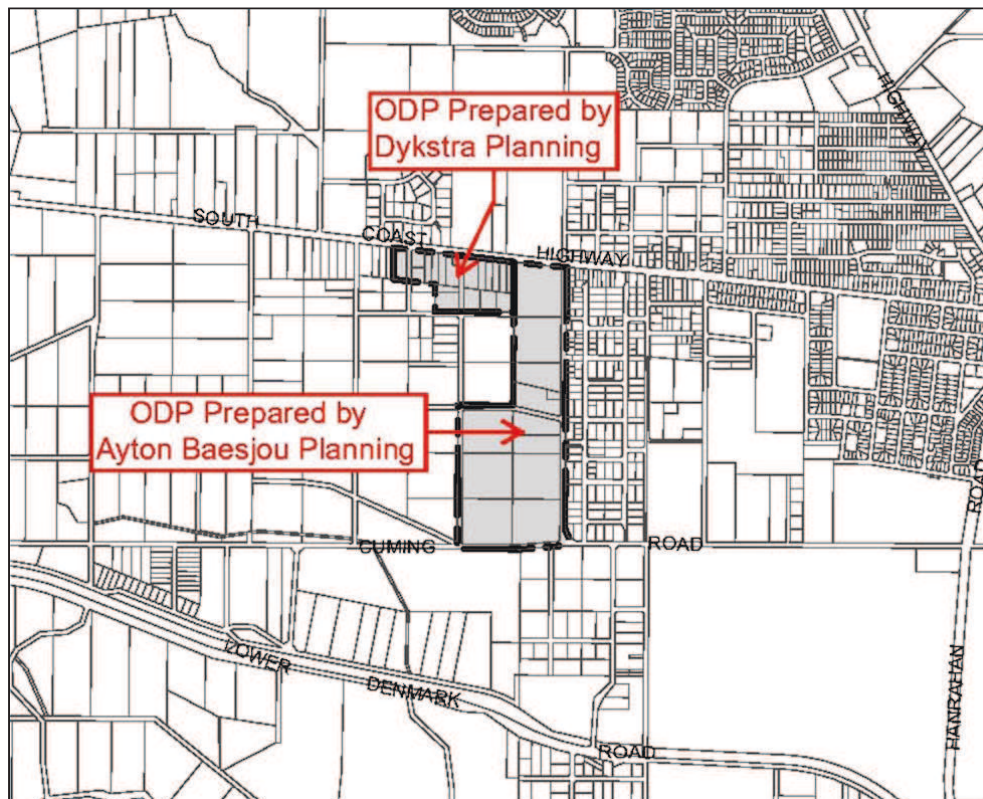 HIGHWAY
ODP Prepared by
Dykstra Planning
SOUTH
COAST
HIGHWAY
ODP Prepared by
Ayton Baesjou Planning
ROAD
CUMING
ROAD
LOWER
DENMARK
HANRAHAN
ROAD